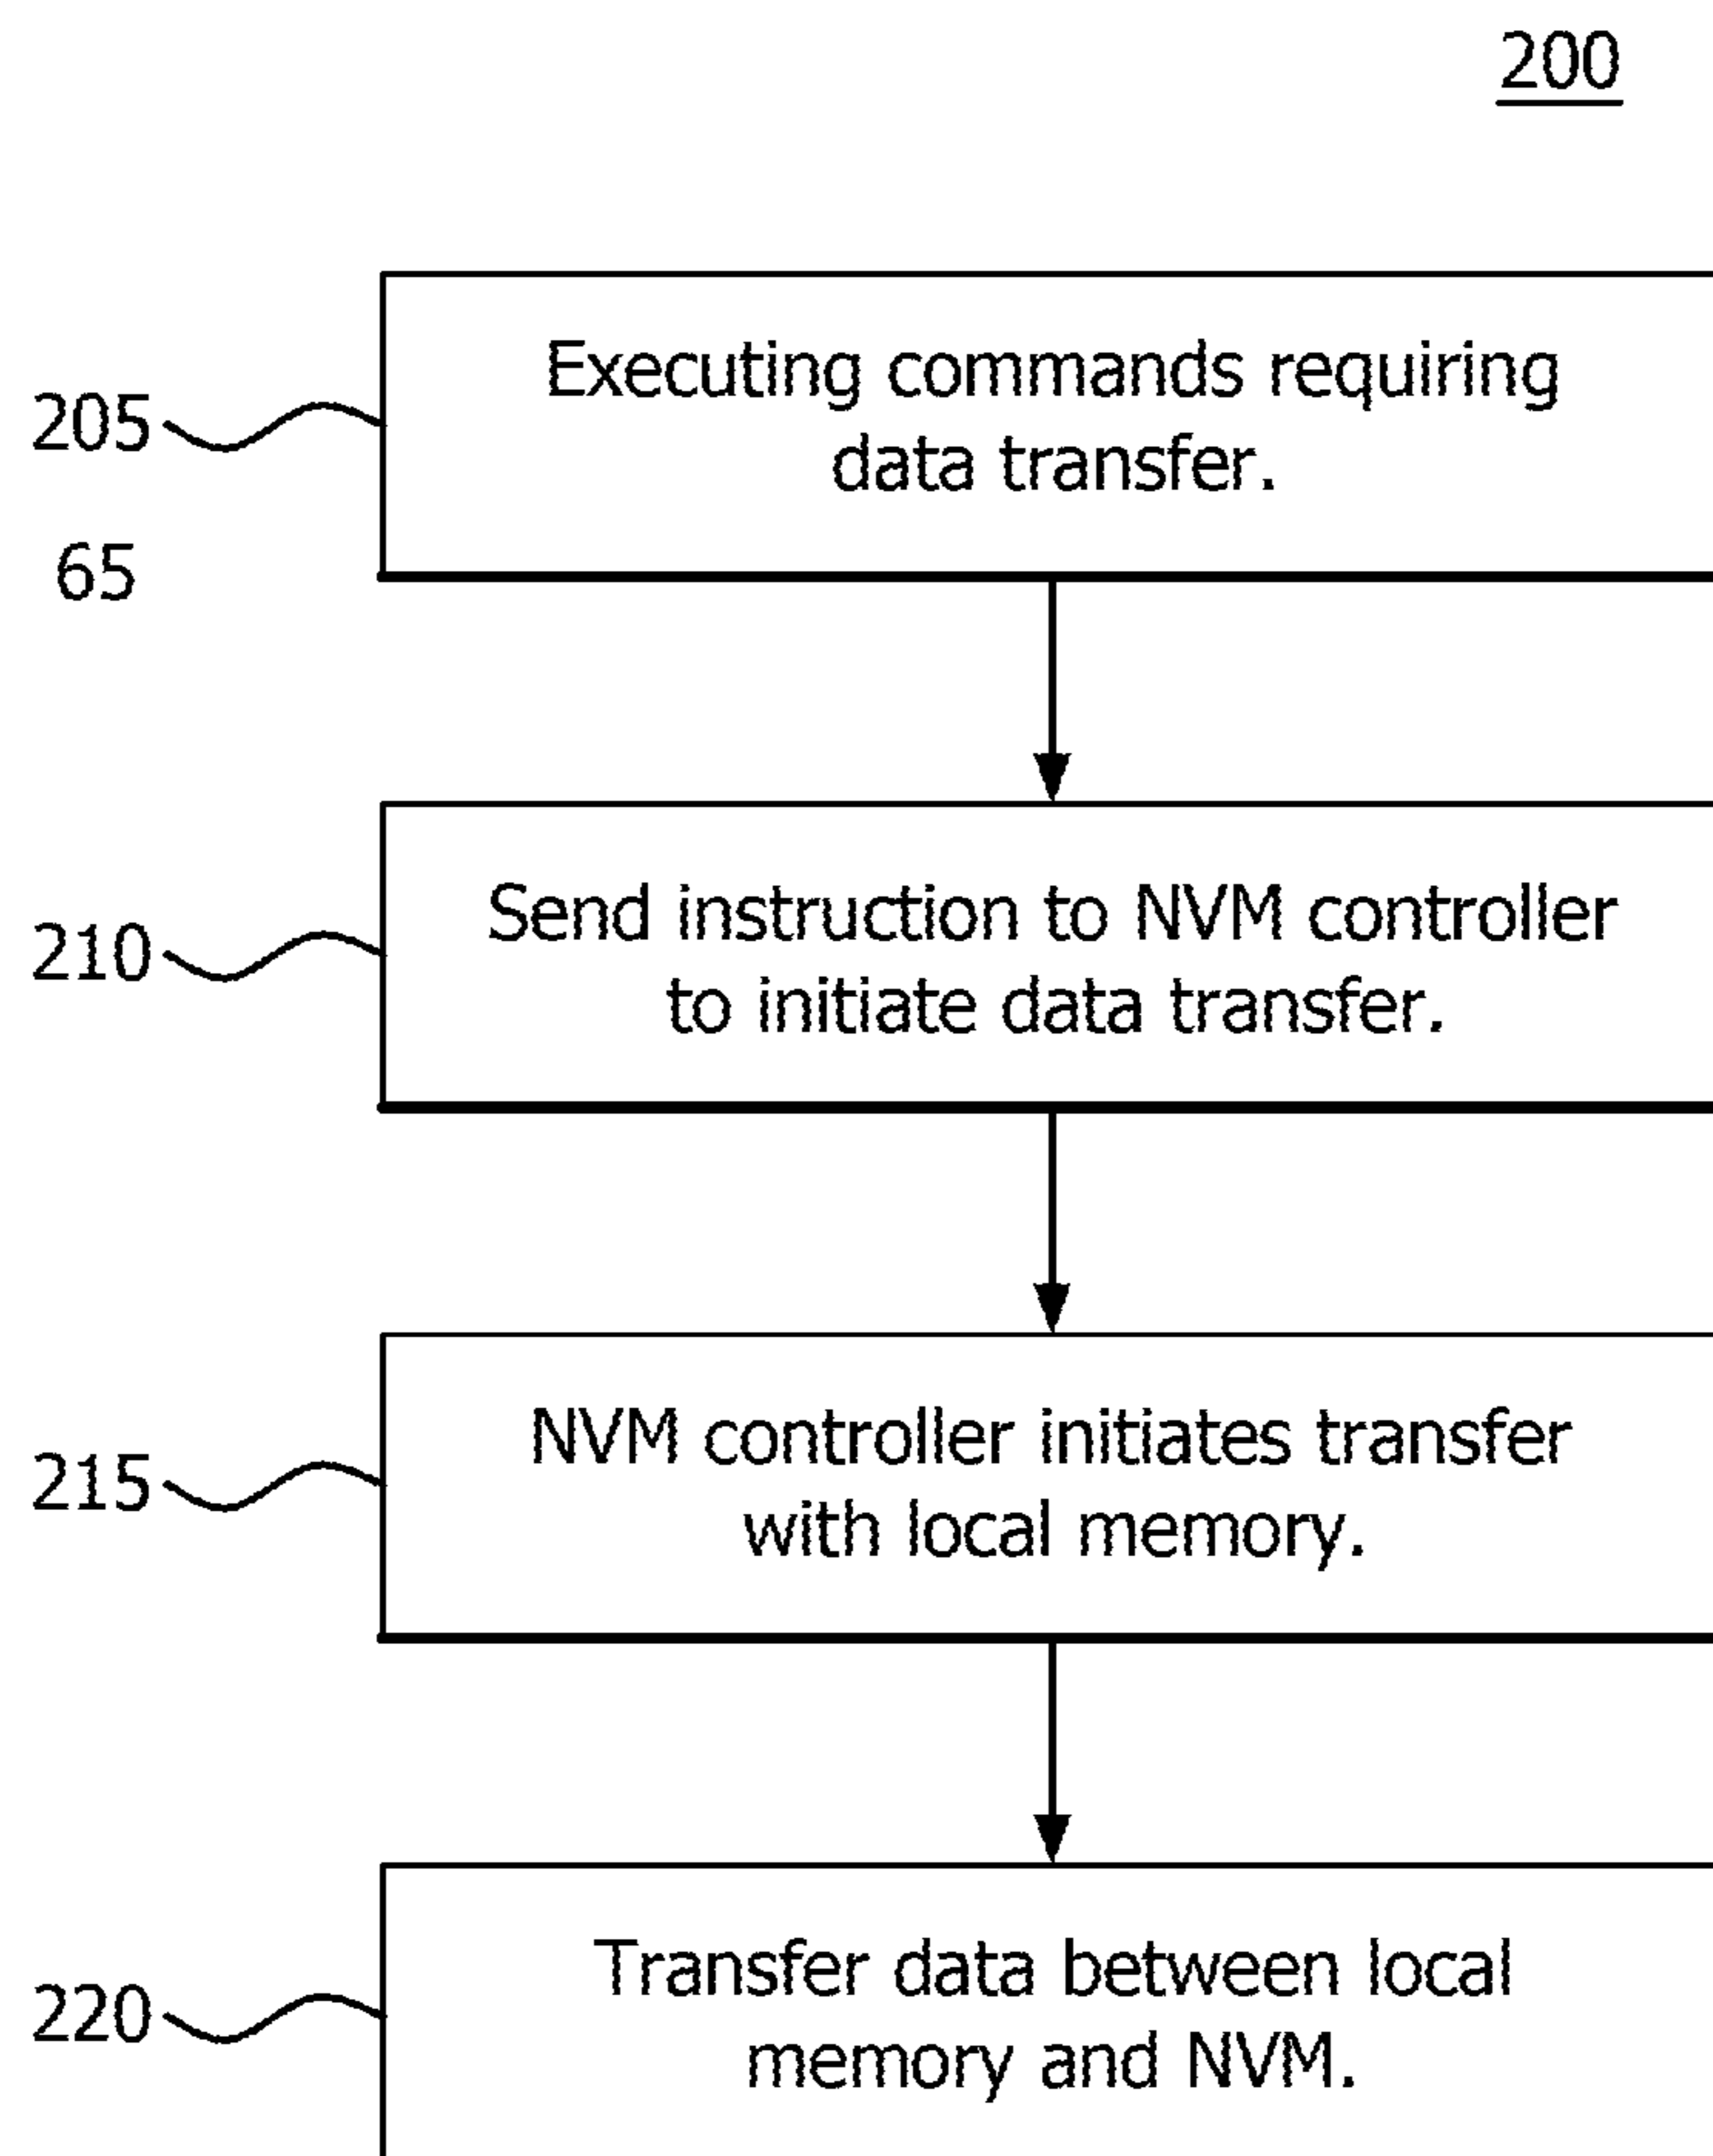 200
205
Executing commands requiring
data transfer.
65
210
Send instruction to NVM controller
to initiate data transfer.
215
NVM controller initiates transfer
with local memory.
220
Transfer data between local
memory and NVM.